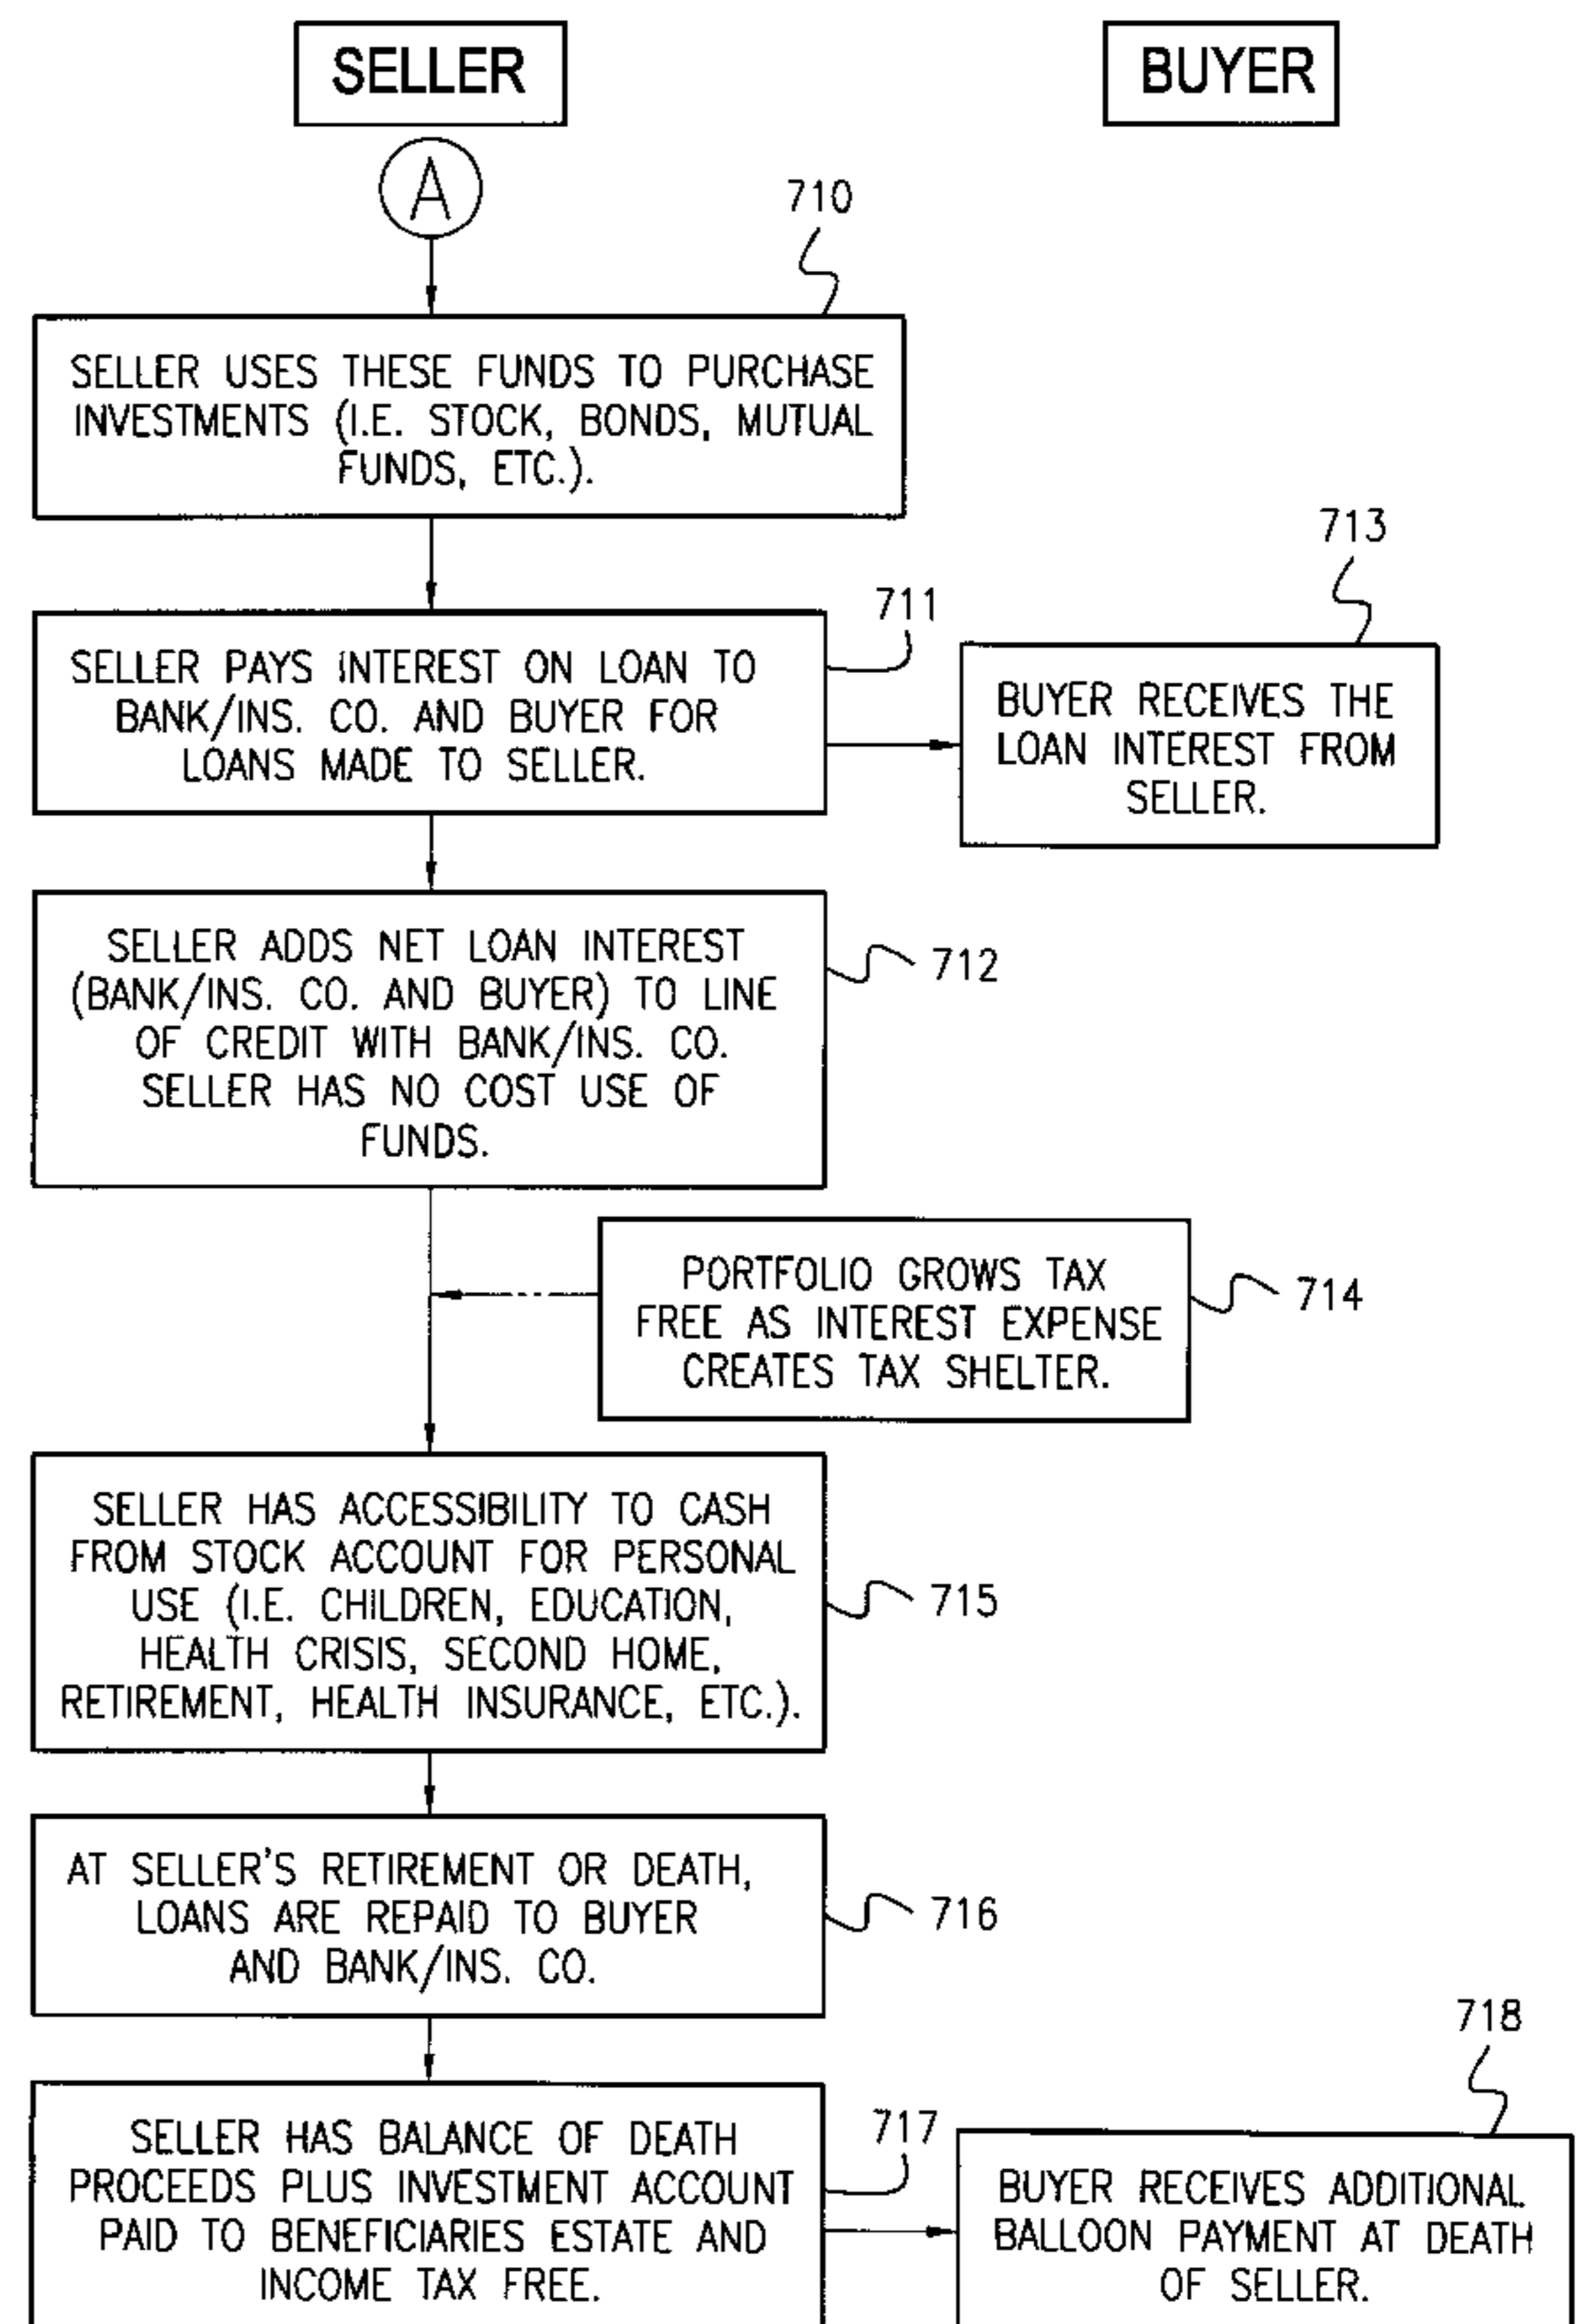 SELLER
BUYER
A
710
SELLER USES THESE FUNDS TO PURCHASE
INVESTMENTS (I.E. STOCK, BONDS, MUTUAL
FUNDS, ETC.).
711
SELLER PAYS INTEREST ON LOAN TO
BANK/INS. CO. AND BUYER FOR
LOANS MADE TO SELLER.
713
BUYER RECEIVES THE
LOAN INTEREST FROM
SELLER.
SELLER ADDS NET LOAN INTEREST
(BANK/INS. CO. AND BUYER) TO LINE
OF CREDIT WITH BANK/INS. CO.
SELLER HAS NO COST USE OF
FUNDS.
712
PORTFOLIO GROWS TAX
FREE AS INTEREST EXPENSE
CREATES TAX SHELTER.
714
SELLER HAS ACCESSIBILITY TO CASH
FROM STOCK ACCOUNT FOR PERSONAL
USE (I.E. CHILDREN, EDUCATION,
HEALTH CRISIS, SECOND HOME,
RETIREMENT, HEALTH INSURANCE, ETC.).
715
AT SELLER'S RETIREMENT OR DEATH,
LOANS ARE REPAID TO BUYER
AND BANK/INS. CO.
716
SELLER HAS BALANCE OF DEATH
PROCEEDS PLUS INVESTMENT ACCOUNT
PAID TO BENEFICIARIES ESTATE AND
INCOME TAX FREE.
717
718
BUYER RECEIVES ADDITIONAL
BALLOON PAYMENT AT DEATH
OF SELLER.